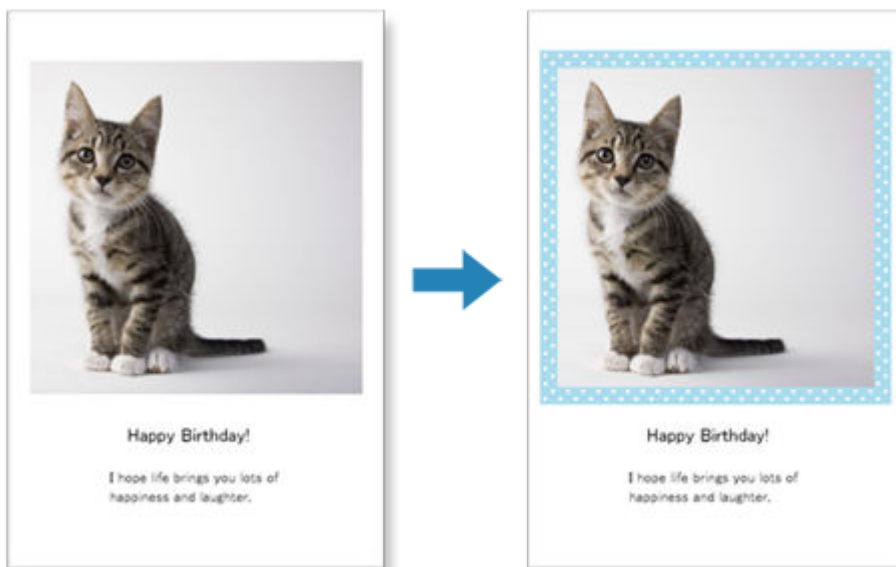 Happy Birthday!
I hope life brings you lots of
happiness and laughter.
Happy Birthday!
I hope life brings you lots of
happiness and laughter.